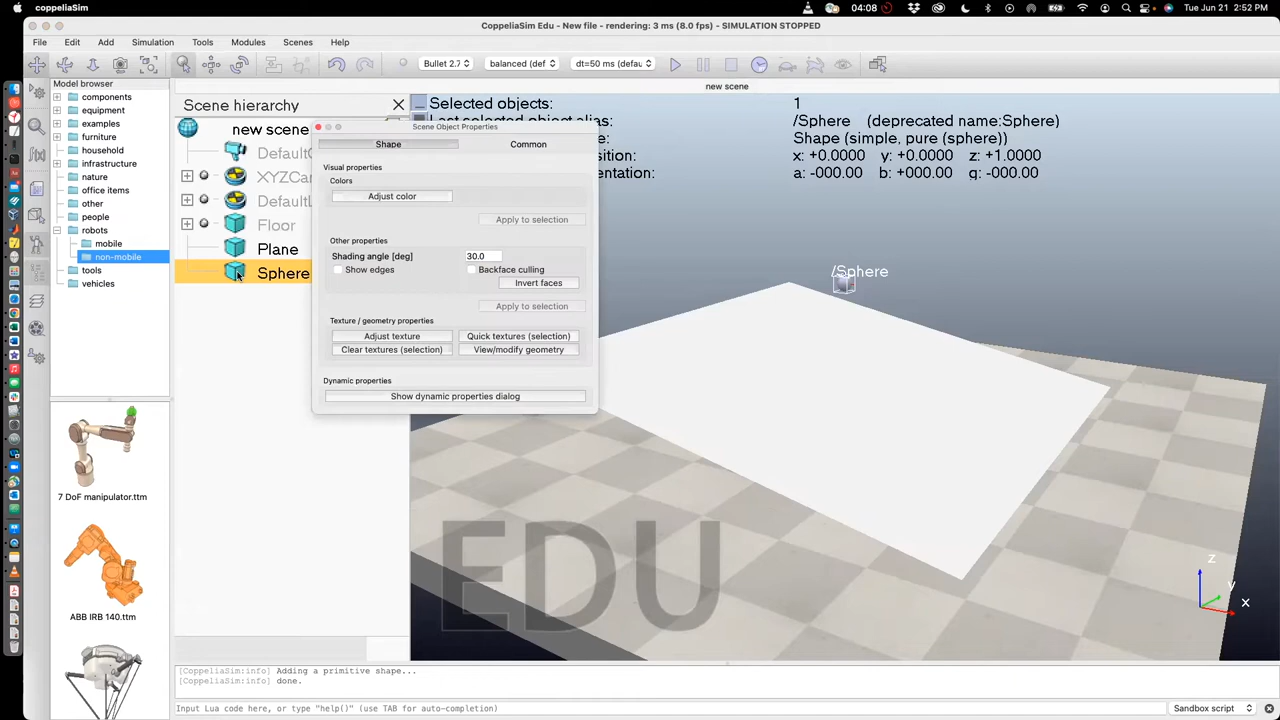 coppeliaSim
04:08
Tue Jun 21 2:52 PM
CoppeliaSim Edu - New file - rendering: 3 ms (8.0 fps) - SIMULATION STOPPED
File Edit Add Simulation Tools Modules Scenes Help
Bullet 2.7 balanced (def dt=50 ms (defau
Model browser
components
equipment
examples
furniture
household
infrastructure
nature
office items
other
people
robots
mobile
non-mobile
tools
vehicles
7 DoF manipulator.ttm
ABB IRB 140.ttm
new scene
Scene hierarchy
new scene
DefaultC
XYZCa
DefaultL
Floor
Plane
Sphere
Scene Object Properties
Shape Common
Visual properties
Colors
Adjust color
Apply to selection
Other properties
Shading angle [deg] 30.0
Show edges Backface culling
Invert faces
Apply to selection
Texture / geometry properties
Adjust texture Quick textures (selection)
Clear textures (selection) View/modify geometry
Dynamic properties
Show dynamic properties dialog
Selected objects: 1
/Sphere (deprecated name:Sphere)
Shape (simple, pure (sphere))
x: +0.0000 y: +0.0000 z: +1.0000
a: -000.00 b: +000.00 g: -000.00
/Sphere
EDU
z
y
x
[CoppeliaSim:info] Adding a primitive shape...
[CoppeliaSim:info] done.
Input Lua code here, or type "help()" (use TAB for auto-completion) Sandbox script